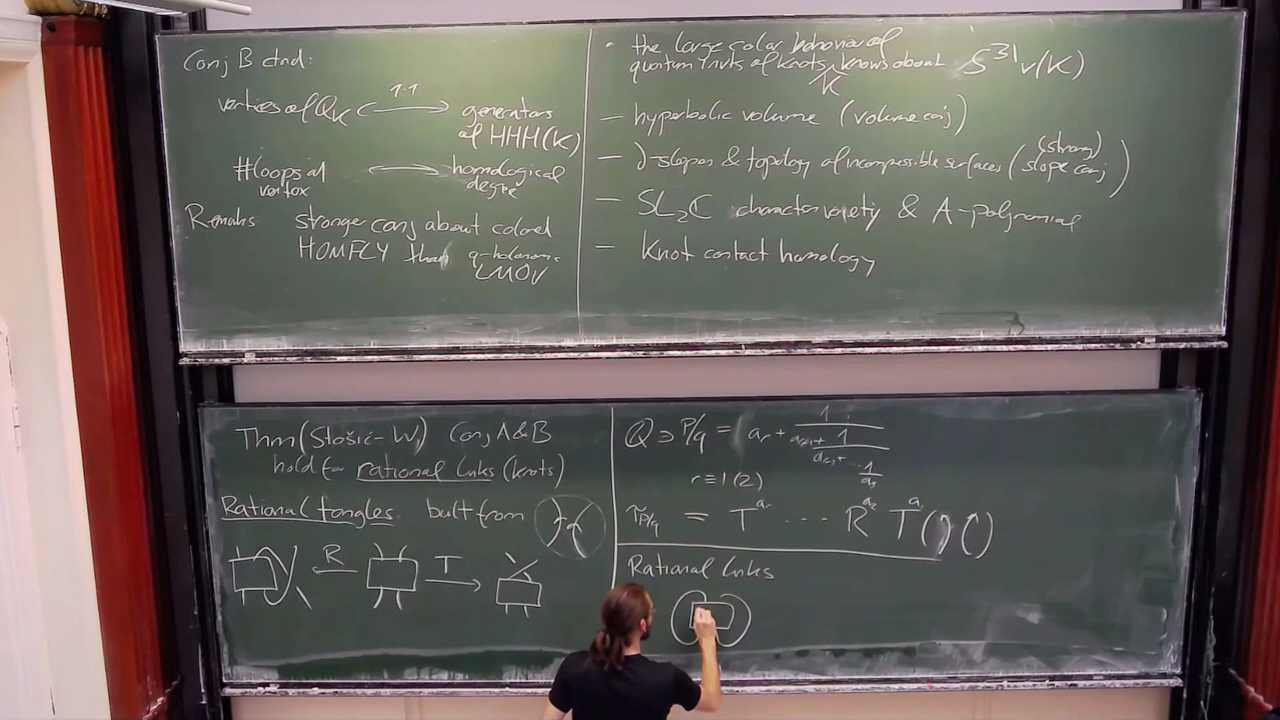 Conj B ctnd:
vertices of Q_K ⟷ 1-1 generators of HHH(K)
#loops at vertex ⟷ homological degree
Remarks stronger conj about colored
HOMFLY than q-holonomic
LMOV
• the large color behaviour of
quantum invts of knots K knows about S³\ν(K)
– hyperbolic volume (volume conj)
– ∂-slopes & topology of incompressible surfaces ((strong) slope conj)
– SL₂ℂ character variety & A-polynomial
– Knot contact homology
Thm (Stošić-W) Conj A&B
hold for rational links (knots)
Rational tangles: built from
R T
Q ∋ P/q = a_r + 1/(a_{r-1} + 1/(a_{r-2} + ... 1/a_1
r ≡ 1 (2)
τ_{P/q} = T^{a_r} ... R^{a_2} T^{a_1} ( )( )
Rational links